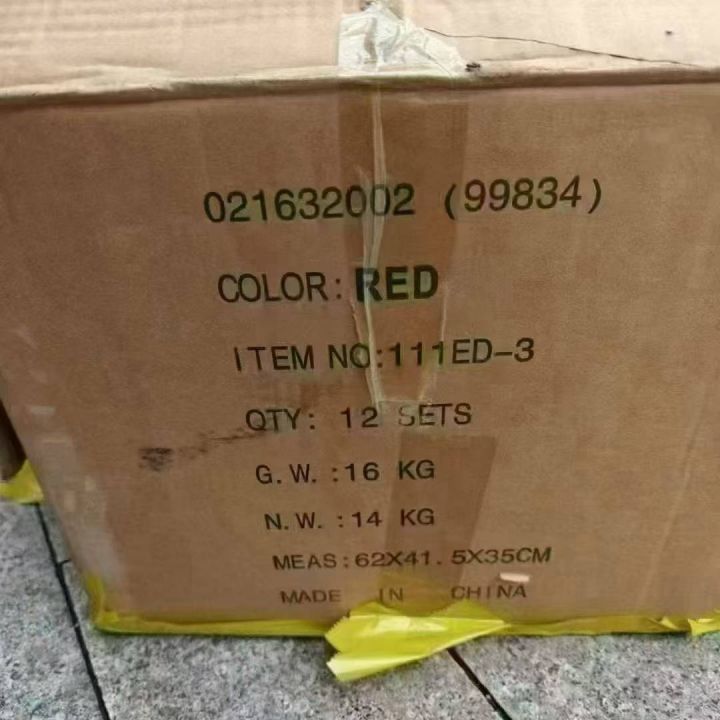 021632002 (99834)
COLOR: RED
ITEM NO:111ED-3
QTY: 12 SETS
G.W.:16 KG
N.W.:14 KG
MEAS:62X41.5X35CM
MADE IN CHINA